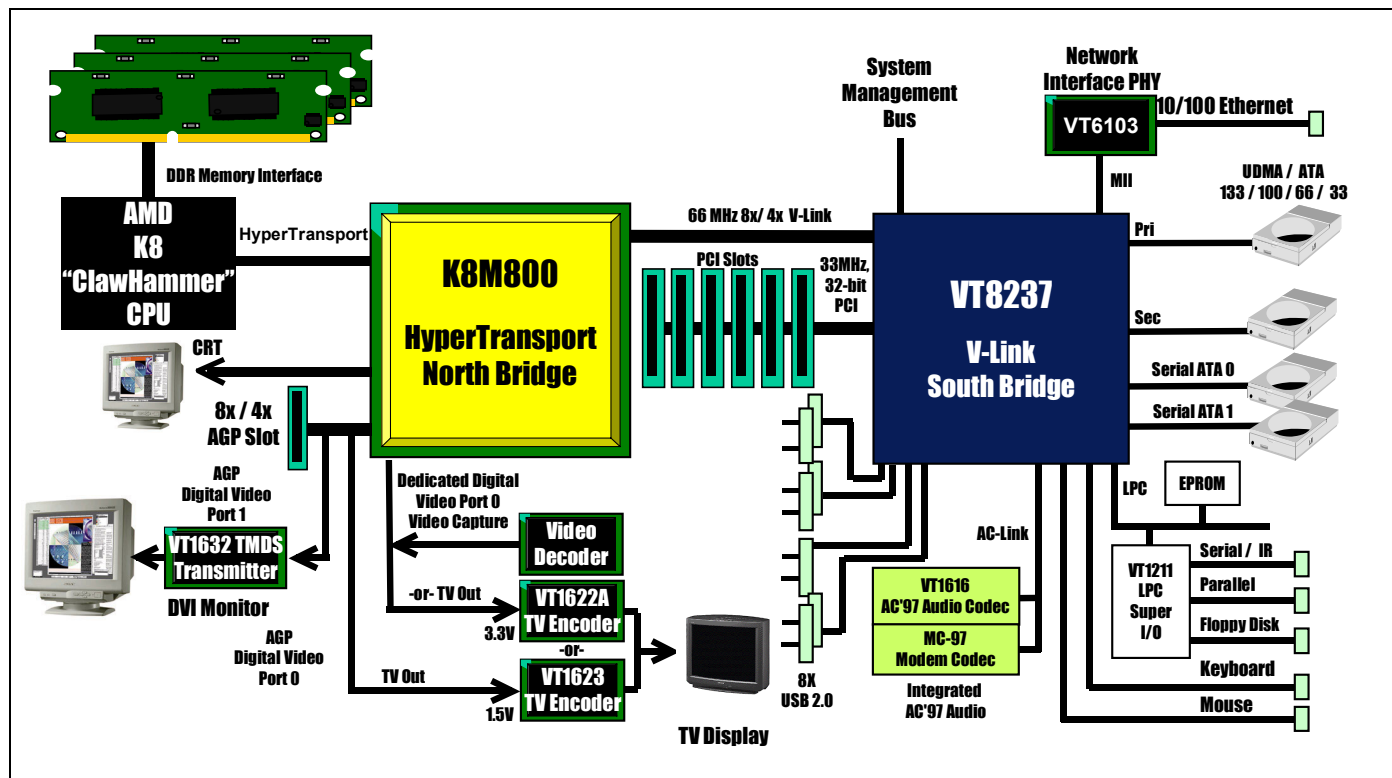 System
Management
Bus
Network
Interface PHY
VT6103
10/100 Ethernet
MII
UDMA / ATA
133 / 100 / 66 / 33
DDR Memory Interface
AMD
K8
“ClawHammer”
CPU
HyperTransport
K8M800
HyperTransport
North Bridge
66 MHz 8x/ 4x V-Link
PCI Slots
33MHz,
32-bit
PCI
VT8237
V-Link
South Bridge
Pri
Sec
Serial ATA 0
Serial ATA 1
CRT
8x / 4x
AGP Slot
AGP
Digital Video
Port 1
VT1632 TMDS
Transmitter
DVI Monitor
AGP
Digital Video
Port 0
Dedicated Digital
Video Port 0
Video Capture
Video
Decoder
-or- TV Out
3.3V
VT1622A
TV Encoder
-or-
TV Out
1.5V
VT1623
TV Encoder
TV Display
8X
USB 2.0
AC-Link
VT1616
AC'97 Audio Codec
MC-97
Modem Codec
Integrated
AC'97 Audio
LPC
EPROM
VT1211
LPC
Super
I/O
Serial / IR
Parallel
Floppy Disk
Keyboard
Mouse